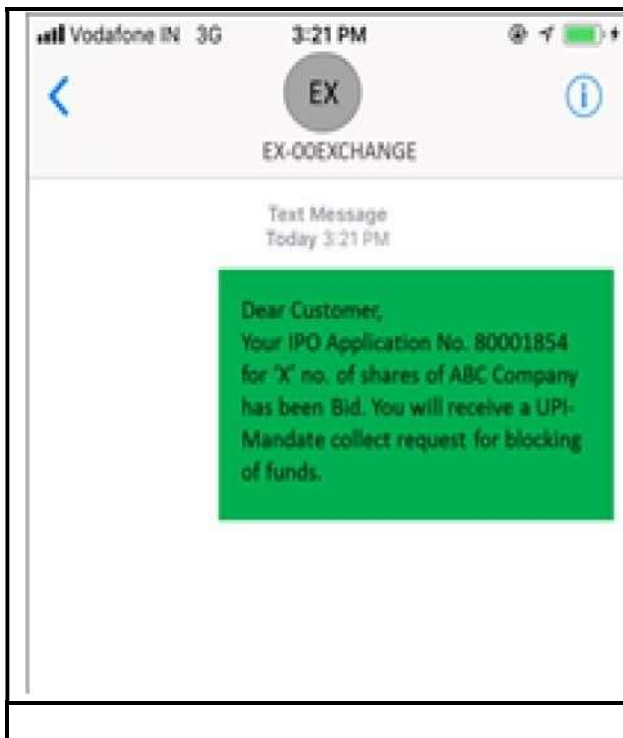 Vodafone IN 3G 3:21 PM
EX
EX-OOEXCHANGE
Text Message
Today 3:21 PM
Dear Customer,
Your IPO Application No. 80001854
for 'X' no. of shares of ABC Company
has been Bid. You will receive a UPI-
Mandate collect request for blocking
of funds.